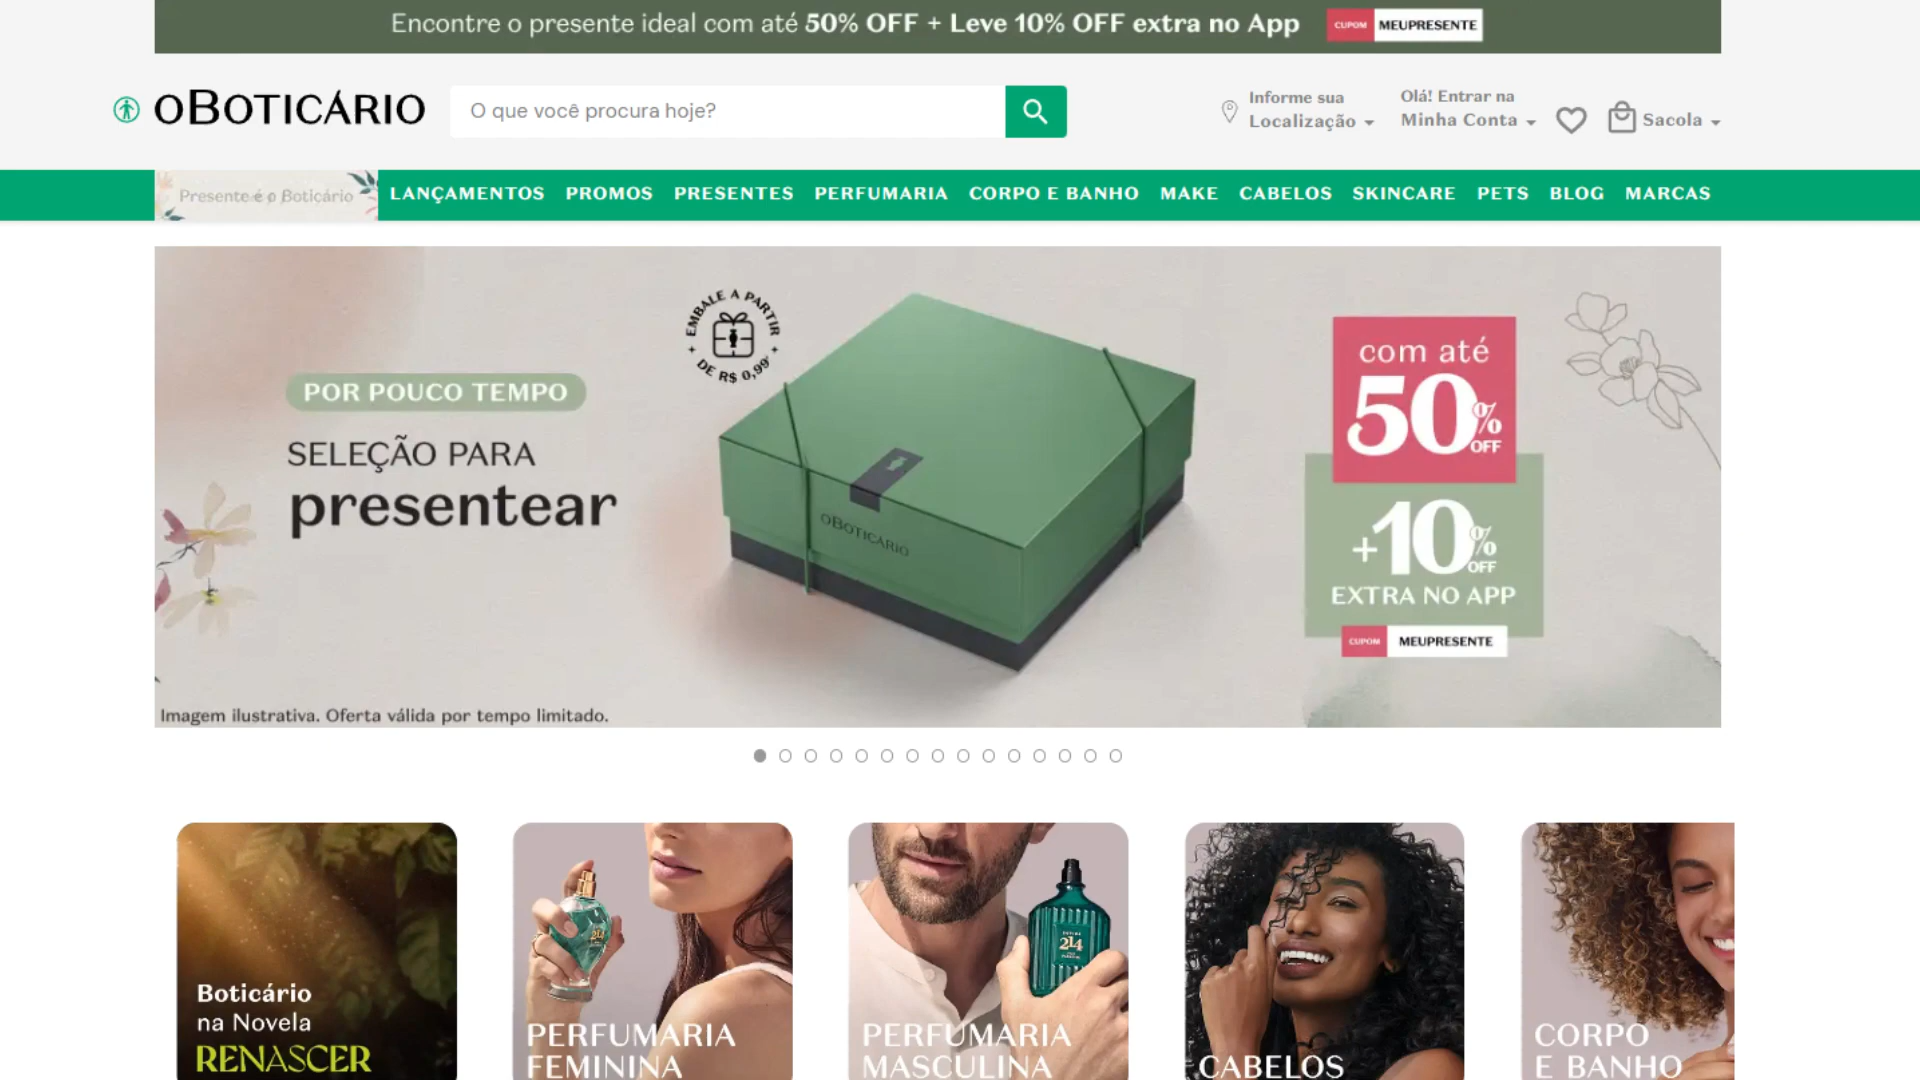 Encontre o presente ideal com até 50% OFF + Leve 10% OFF extra no App CUPOM MEUPRESENTE
OBOTICÁRIO
O que você procura hoje?
Informe sua
Localização
Olá! Entrar na
Minha Conta
Sacola
Presente é o Boticário
LANÇAMENTOS PROMOS PRESENTES PERFUMARIA CORPO E BANHO MAKE CABELOS SKINCARE PETS BLOG MARCAS
EMBALE A PARTIR
DE R$ 0,99
POR POUCO TEMPO
SELEÇÃO PARA
presentear
OBOTICÁRIO
com até
50% OFF
+10% OFF
EXTRA NO APP
CUPOM MEUPRESENTE
Imagem ilustrativa. Oferta válida por tempo limitado.
Boticário
na Novela
RENASCER
214
PERFUMARIA
FEMININA
214
PERFUMARIA
MASCULINA
CABELOS
CORPO
E BANHO